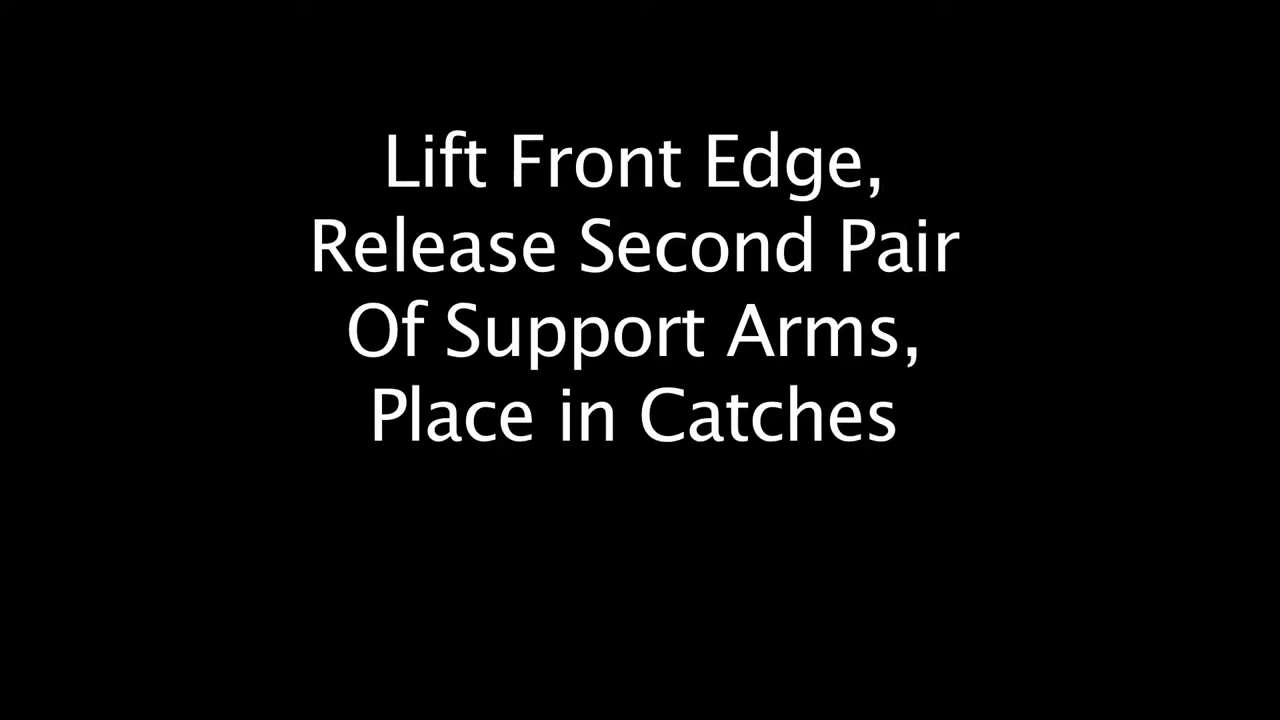 Lift Front Edge,
Release Second Pair
Of Support Arms,
Place in Catches